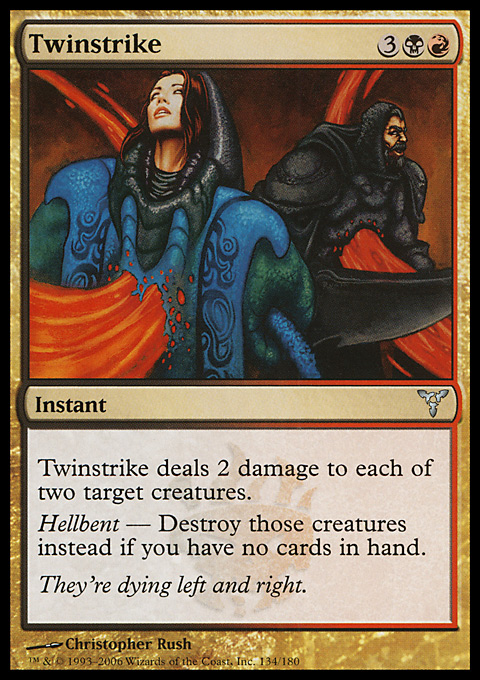 Twinstrike 3
Instant
Twinstrike deals 2 damage to each of
two target creatures.
Hellbent — Destroy those creatures
instead if you have no cards in hand.
They're dying left and right.
Christopher Rush
™ & © 1993–2006 Wizards of the Coast, Inc. 134/180